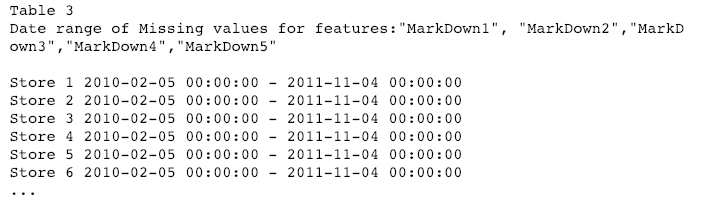 Table 3
Date range of Missing values for features:"MarkDown1", "MarkDown2","MarkD
own3","MarkDown4","MarkDown5"
Store 1 2010-02-05 00:00:00 - 2011-11-04 00:00:00
Store 2 2010-02-05 00:00:00 - 2011-11-04 00:00:00
Store 3 2010-02-05 00:00:00 - 2011-11-04 00:00:00
Store 4 2010-02-05 00:00:00 - 2011-11-04 00:00:00
Store 5 2010-02-05 00:00:00 - 2011-11-04 00:00:00
Store 6 2010-02-05 00:00:00 - 2011-11-04 00:00:00
...